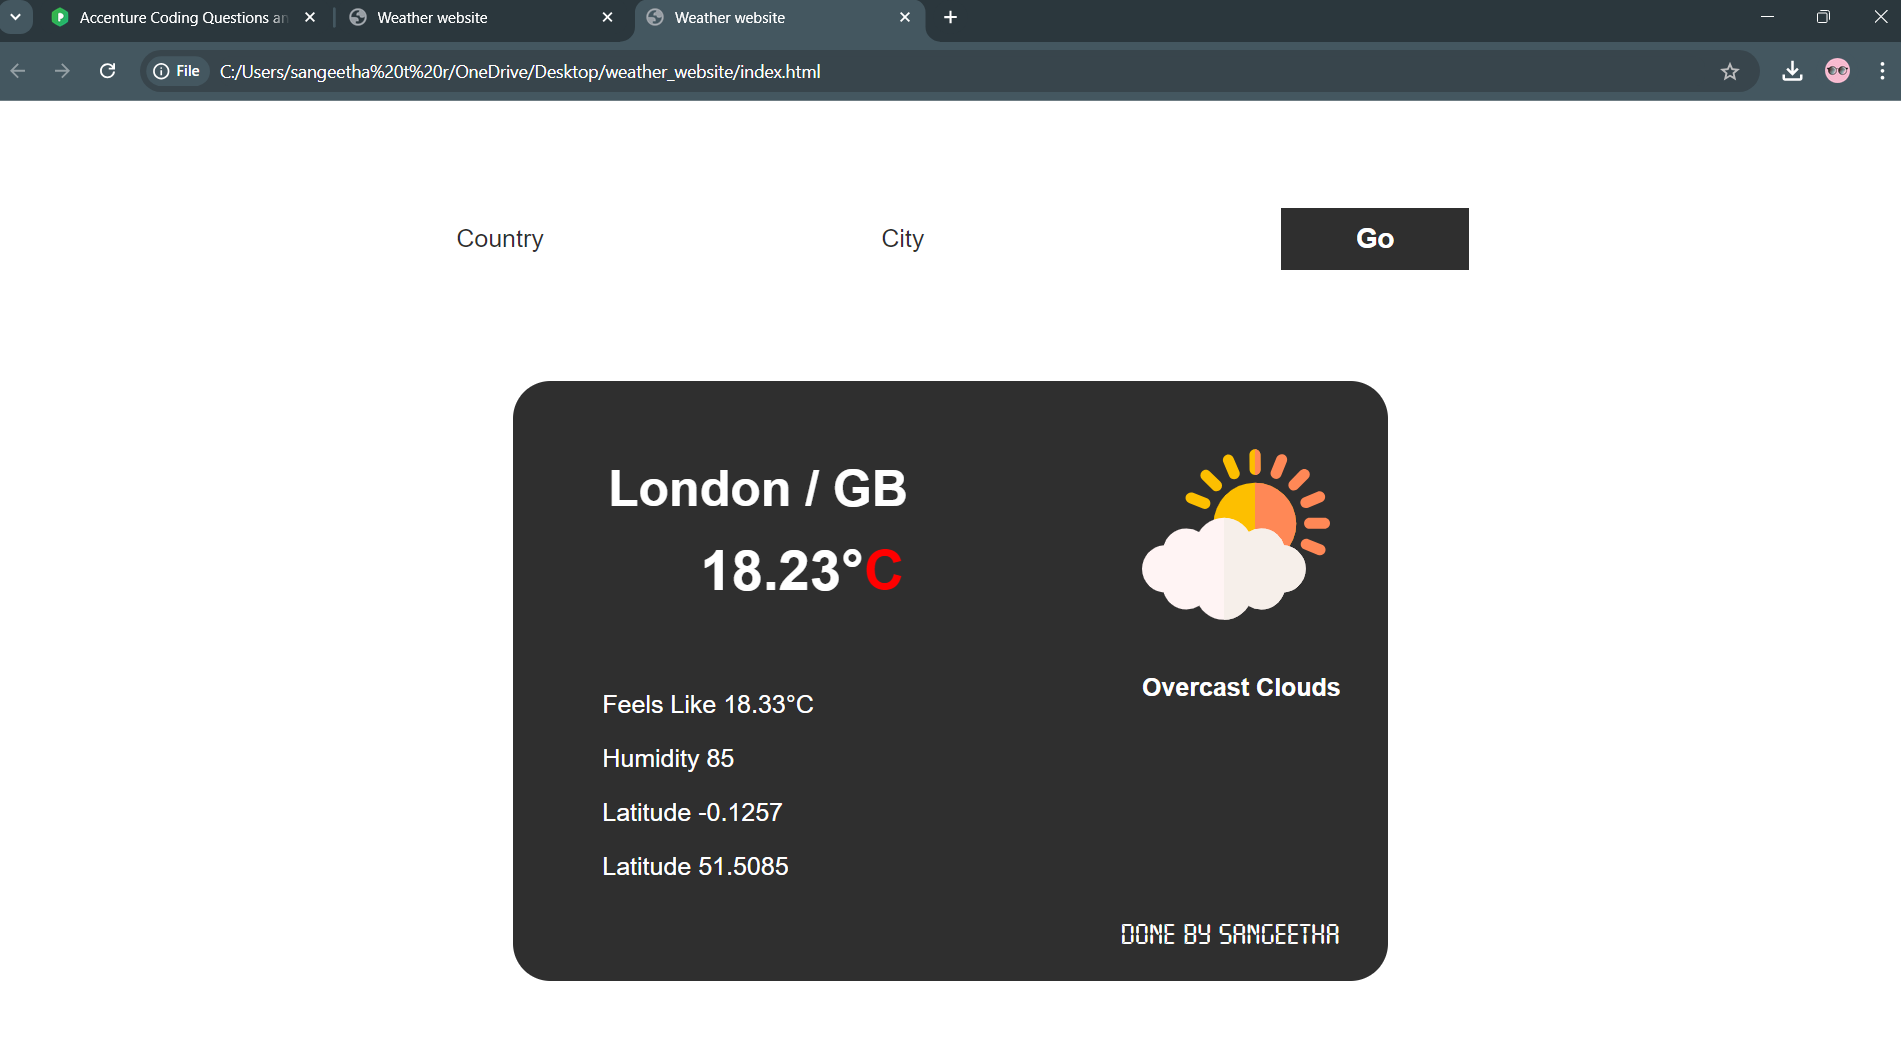 Accenture Coding Questions an
Weather website
Weather website
File
C:/Users/sangeetha%20t%20r/OneDrive/Desktop/weather_website/index.html
Country
City
Go
London / GB
18.23°C
Overcast Clouds
Feels Like 18.33°C
Humidity 85
Latitude -0.1257
Latitude 51.5085
DONE BY SANGEETHA